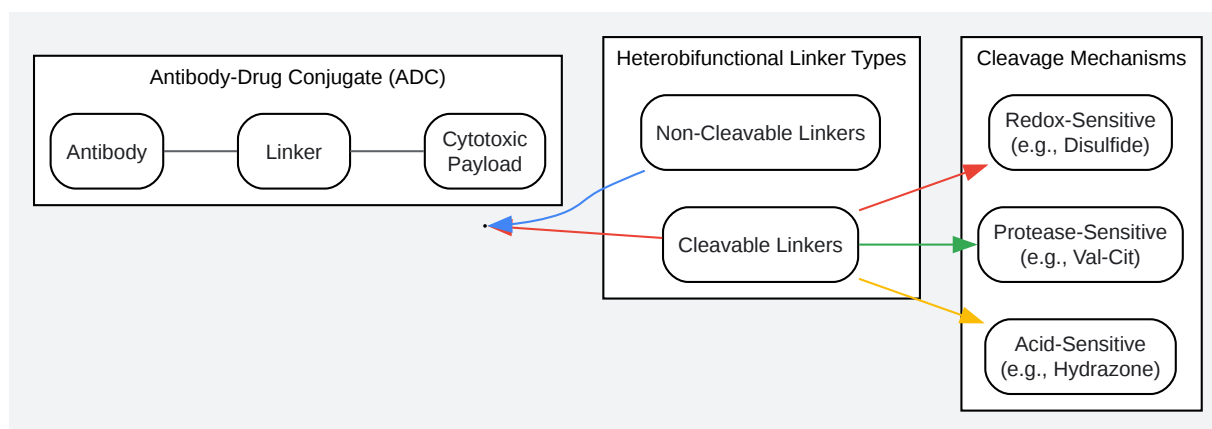 Antibody-Drug Conjugate (ADC)
Antibody
Linker
Cytotoxic
Payload
Heterobifunctional Linker Types
Non-Cleavable Linkers
Cleavable Linkers
Cleavage Mechanisms
Redox-Sensitive
(e.g., Disulfide)
Protease-Sensitive
(e.g., Val-Cit)
Acid-Sensitive
(e.g., Hydrazone)